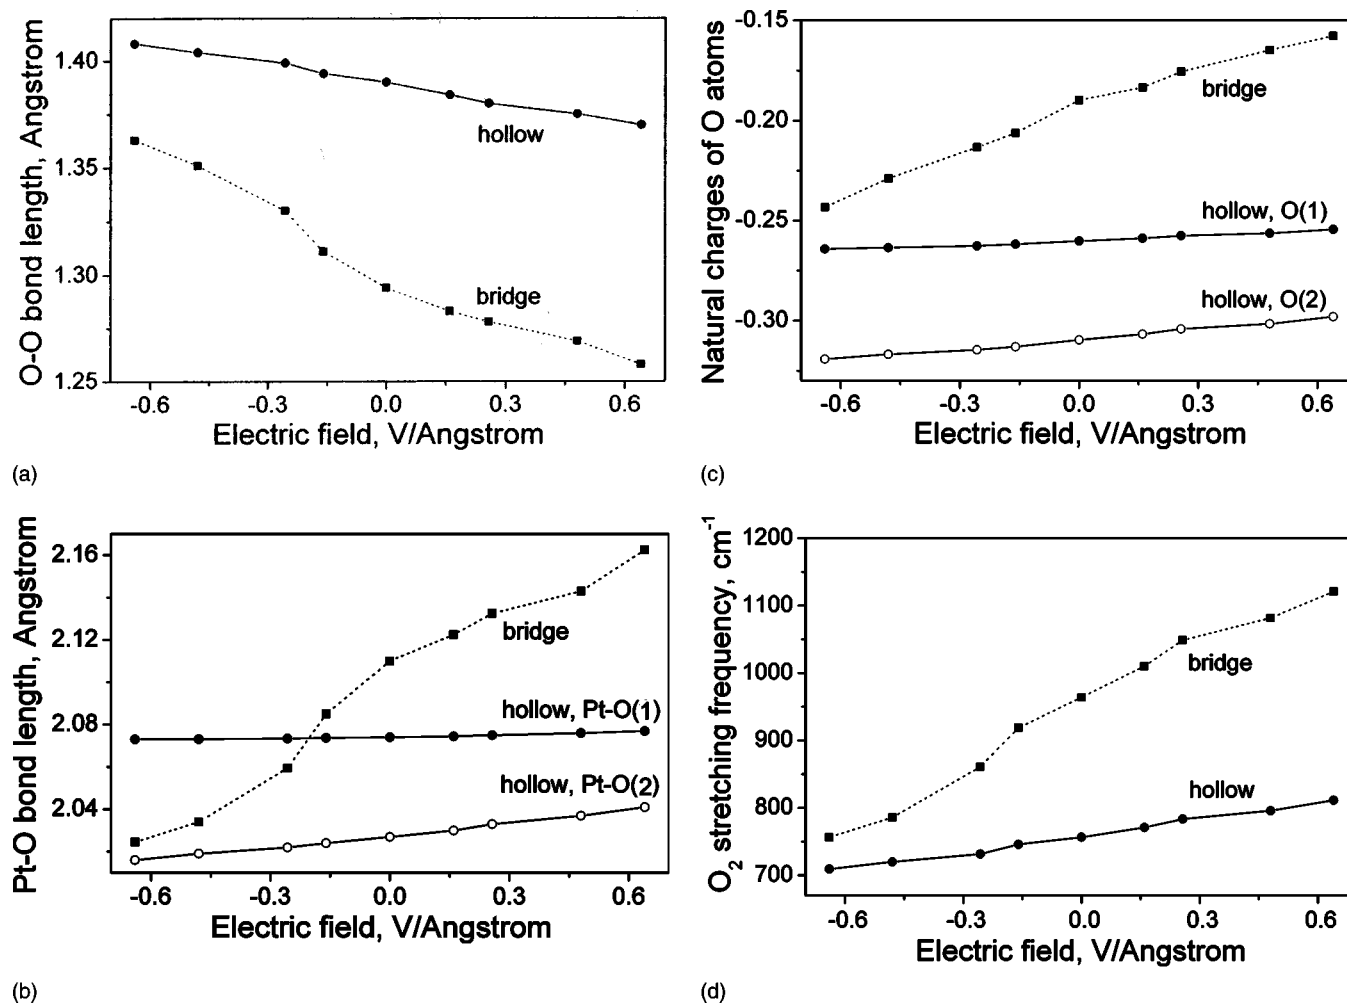 (a)
O-O bond length, Angstrom
1.40
1.35
1.30
1.25
hollow
bridge
-0.6 -0.3 0.0 0.3 0.6
Electric field, V/Angstrom
(b)
Pt-O bond length, Angstrom
2.16
2.12
2.08
2.04
bridge
hollow, Pt-O(1)
hollow, Pt-O(2)
-0.6 -0.3 0.0 0.3 0.6
Electric field, V/Angstrom
(c)
Natural charges of O atoms
-0.15
-0.20
-0.25
-0.30
bridge
hollow, O(1)
hollow, O(2)
-0.6 -0.3 0.0 0.3 0.6
Electric field, V/Angstrom
(d)
O₂ stretching frequency, cm⁻¹
1200
1100
1000
900
800
700
bridge
hollow
-0.6 -0.3 0.0 0.3 0.6
Electric field, V/Angstrom